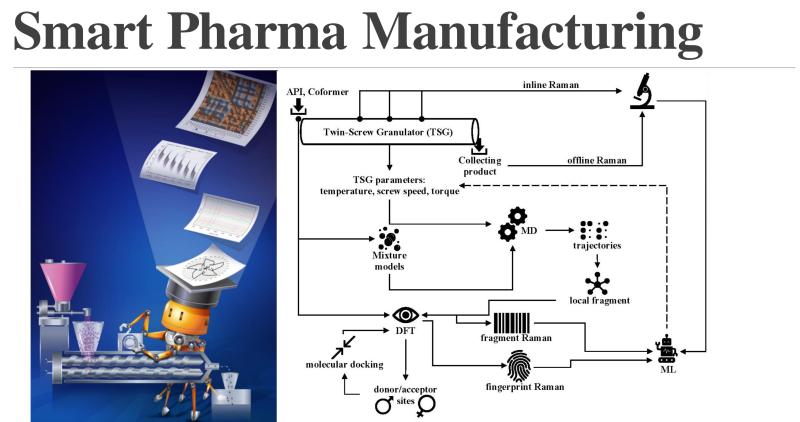 Smart Pharma Manufacturing
API, Coformer
inline Raman
Twin-Screw Granulator (TSG)
Collecting
product
offline Raman
TSG parameters:
temperature, screw speed, torque
MD
trajectories
Mixture
models
local fragment
DFT
fragment Raman
molecular docking
ML
fingerprint Raman
donor/acceptor
sites